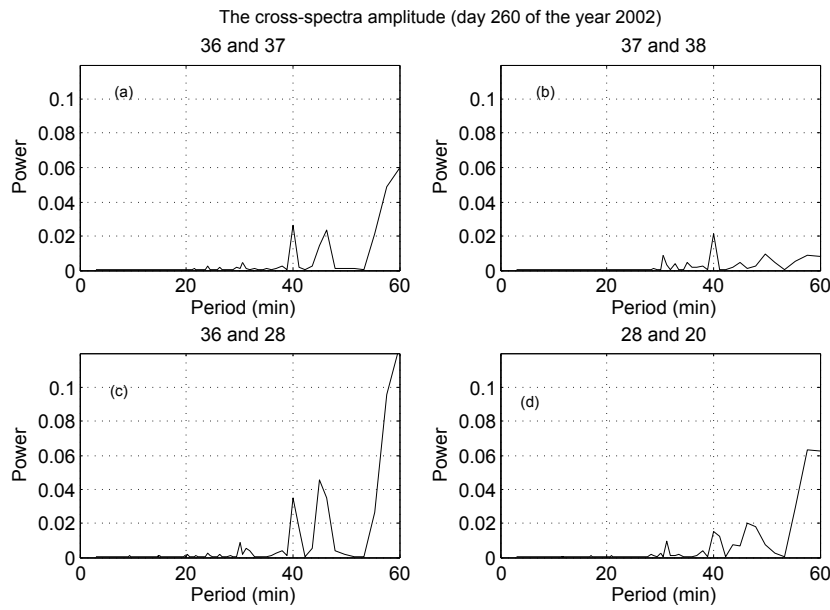 The cross-spectra amplitude (day 260 of the year 2002)
36 and 37
(a)
Power
0.1
0.08
0.06
0.04
0.02
0
0 20 40 60
Period (min)
37 and 38
(b)
Power
0.1
0.08
0.06
0.04
0.02
0
0 20 40 60
Period (min)
36 and 28
(c)
Power
0.1
0.08
0.06
0.04
0.02
0
0 20 40 60
Period (min)
28 and 20
(d)
Power
0.1
0.08
0.06
0.04
0.02
0
0 20 40 60
Period (min)